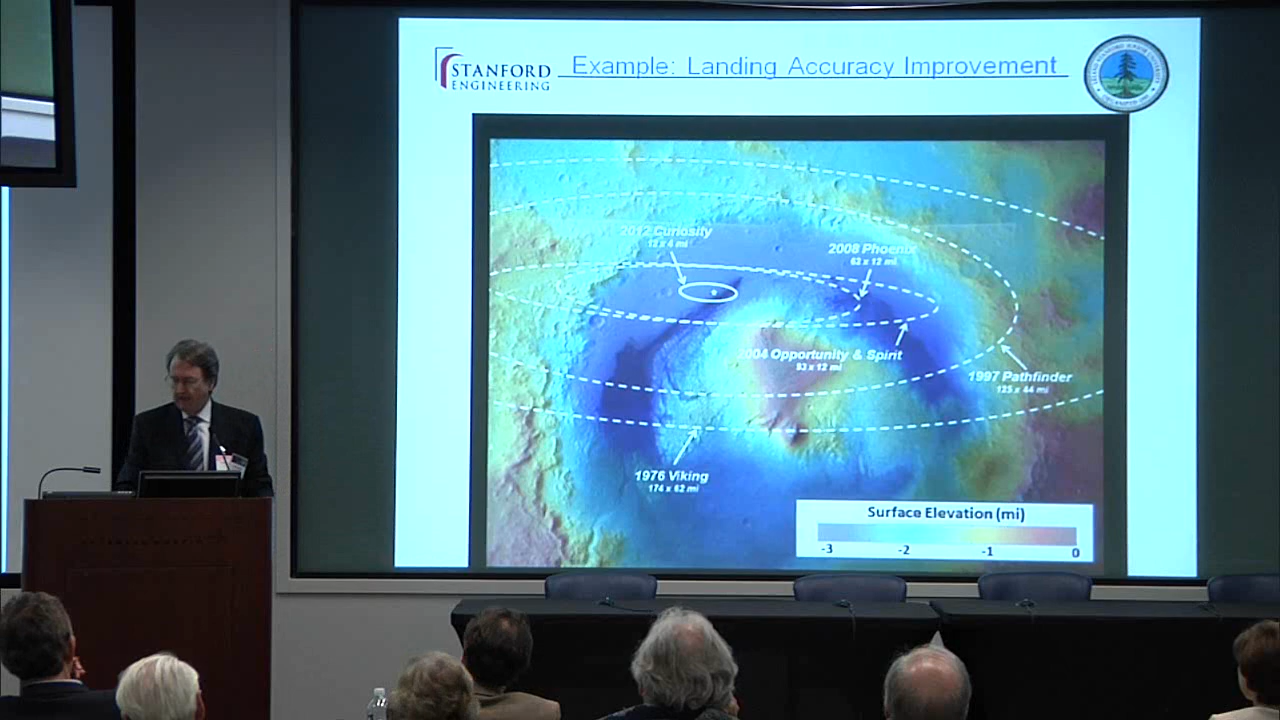 STANFORD
ENGINEERING
Example: Landing Accuracy Improvement
2012 Curiosity
12 x 4 mi
2008 Phoenix
62 x 12 mi
2004 Opportunity & Spirit
93 x 12 mi
1997 Pathfinder
125 x 44 mi
1976 Viking
174 x 62 mi
Surface Elevation (mi)
-3 -2 -1 0